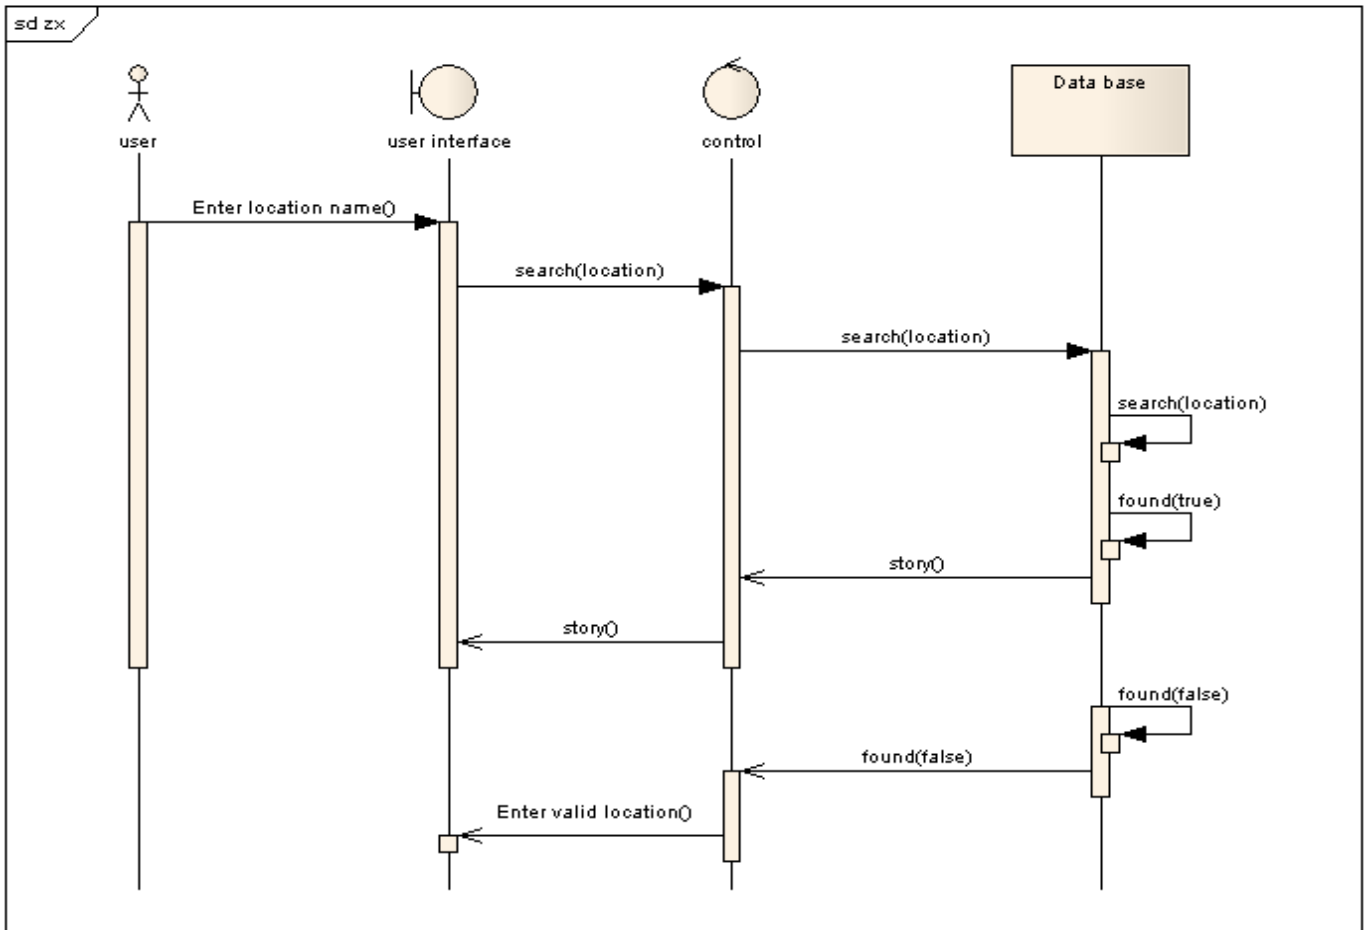 sd zx
Data base
user
user interface
control
Enter location name()
search(location)
search(location)
search(location)
found(true)
story()
story()
found(false)
found(false)
Enter valid location()